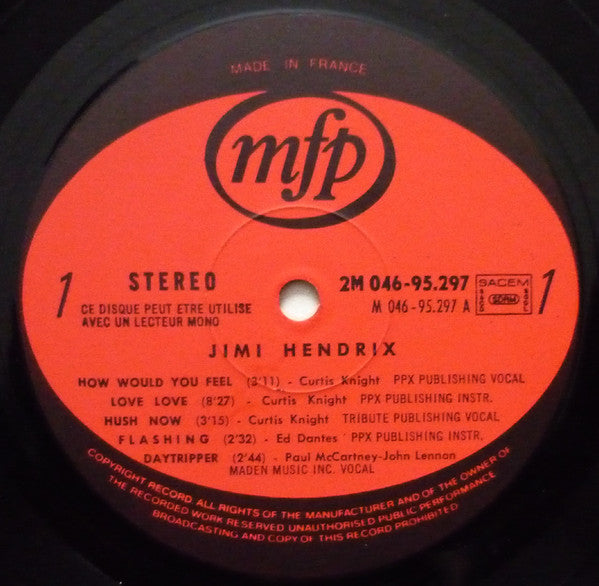 MADE IN FRANCE
mfp
1 STEREO 2M 046-95.297 SACEM 1
CE DISQUE PEUT ETRE UTILISE M 046-95.297 A SDRM
AVEC UN LECTEUR MONO
JIMI HENDRIX
HOW WOULD YOU FEEL (3'11) - Curtis Knight PPX PUBLISHING VOCAL
LOVE LOVE (8'27) - Curtis Knight PPX PUBLISHING INSTR.
HUSH NOW (3'15) - Curtis Knight TRIBUTE PUBLISHING VOCAL
FLASHING (2'32) - Ed Dantes PPX PUBLISHING INSTR.
DAYTRIPPER (2'44) - Paul McCartney-John Lennon
MADEN MUSIC INC. VOCAL
COPYRIGHT RECORD ALL RIGHTS OF THE MANUFACTURER AND OF THE OWNER OF
THE RECORDED WORK RESERVED UNAUTHORISED PUBLIC PERFORMANCE
BROADCASTING AND COPY OF THIS RECORD PROHIBITED